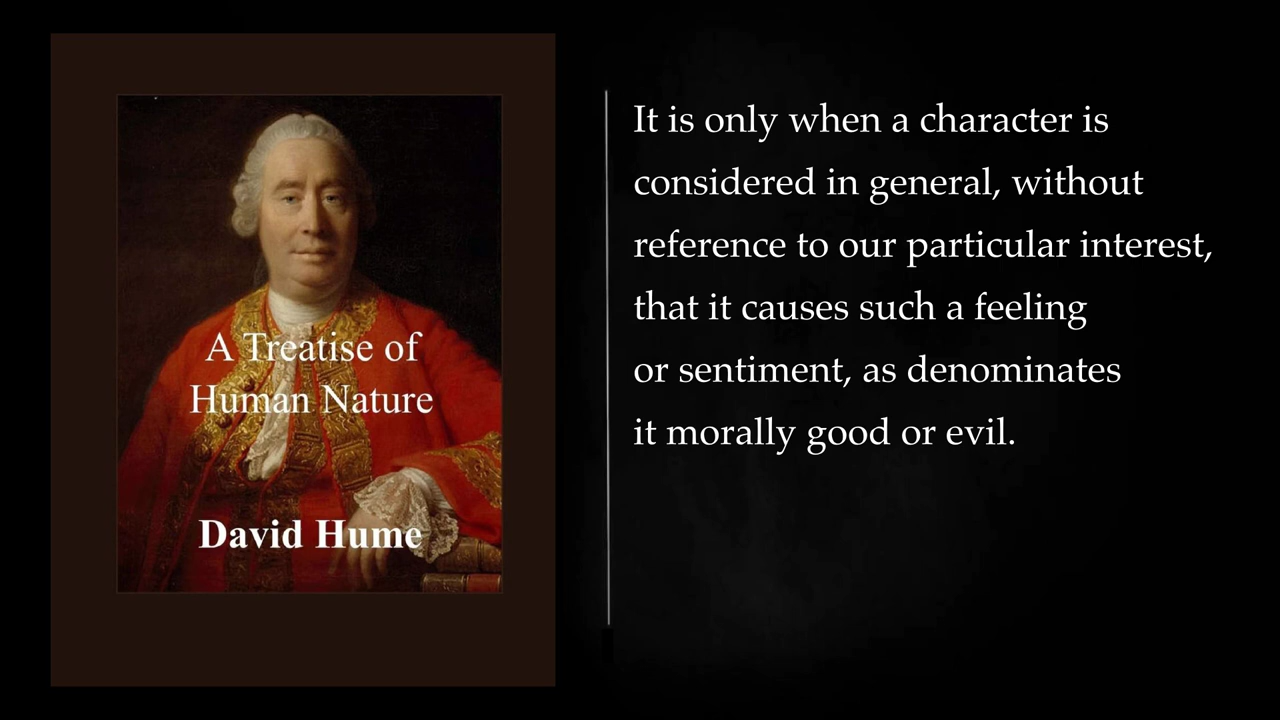 A Treatise of
Human Nature
David Hume
It is only when a character is
considered in general, without
reference to our particular interest,
that it causes such a feeling
or sentiment, as denominates
it morally good or evil.